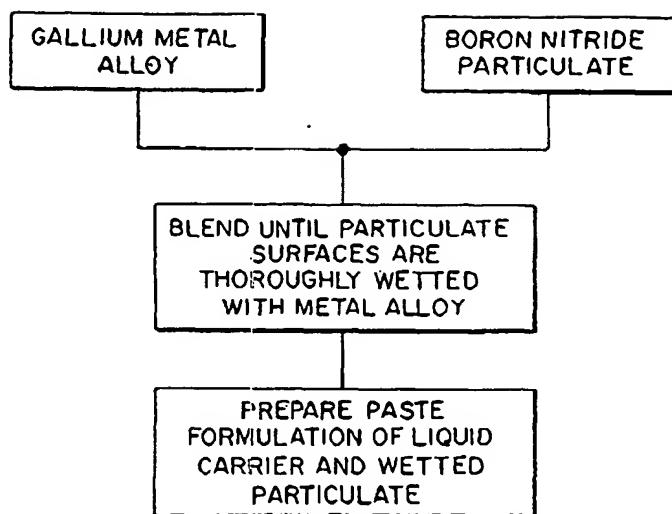 GALLIUM METAL
ALLOY
BORON NITRIDE
PARTICULATE
BLEND UNTIL PARTICULATE
SURFACES ARE
THOROUGHLY WETTED
WITH METAL ALLOY
PREPARE PASTE
FORMULATION OF LIQUID
CARRIER AND WETTED
PARTICULATE